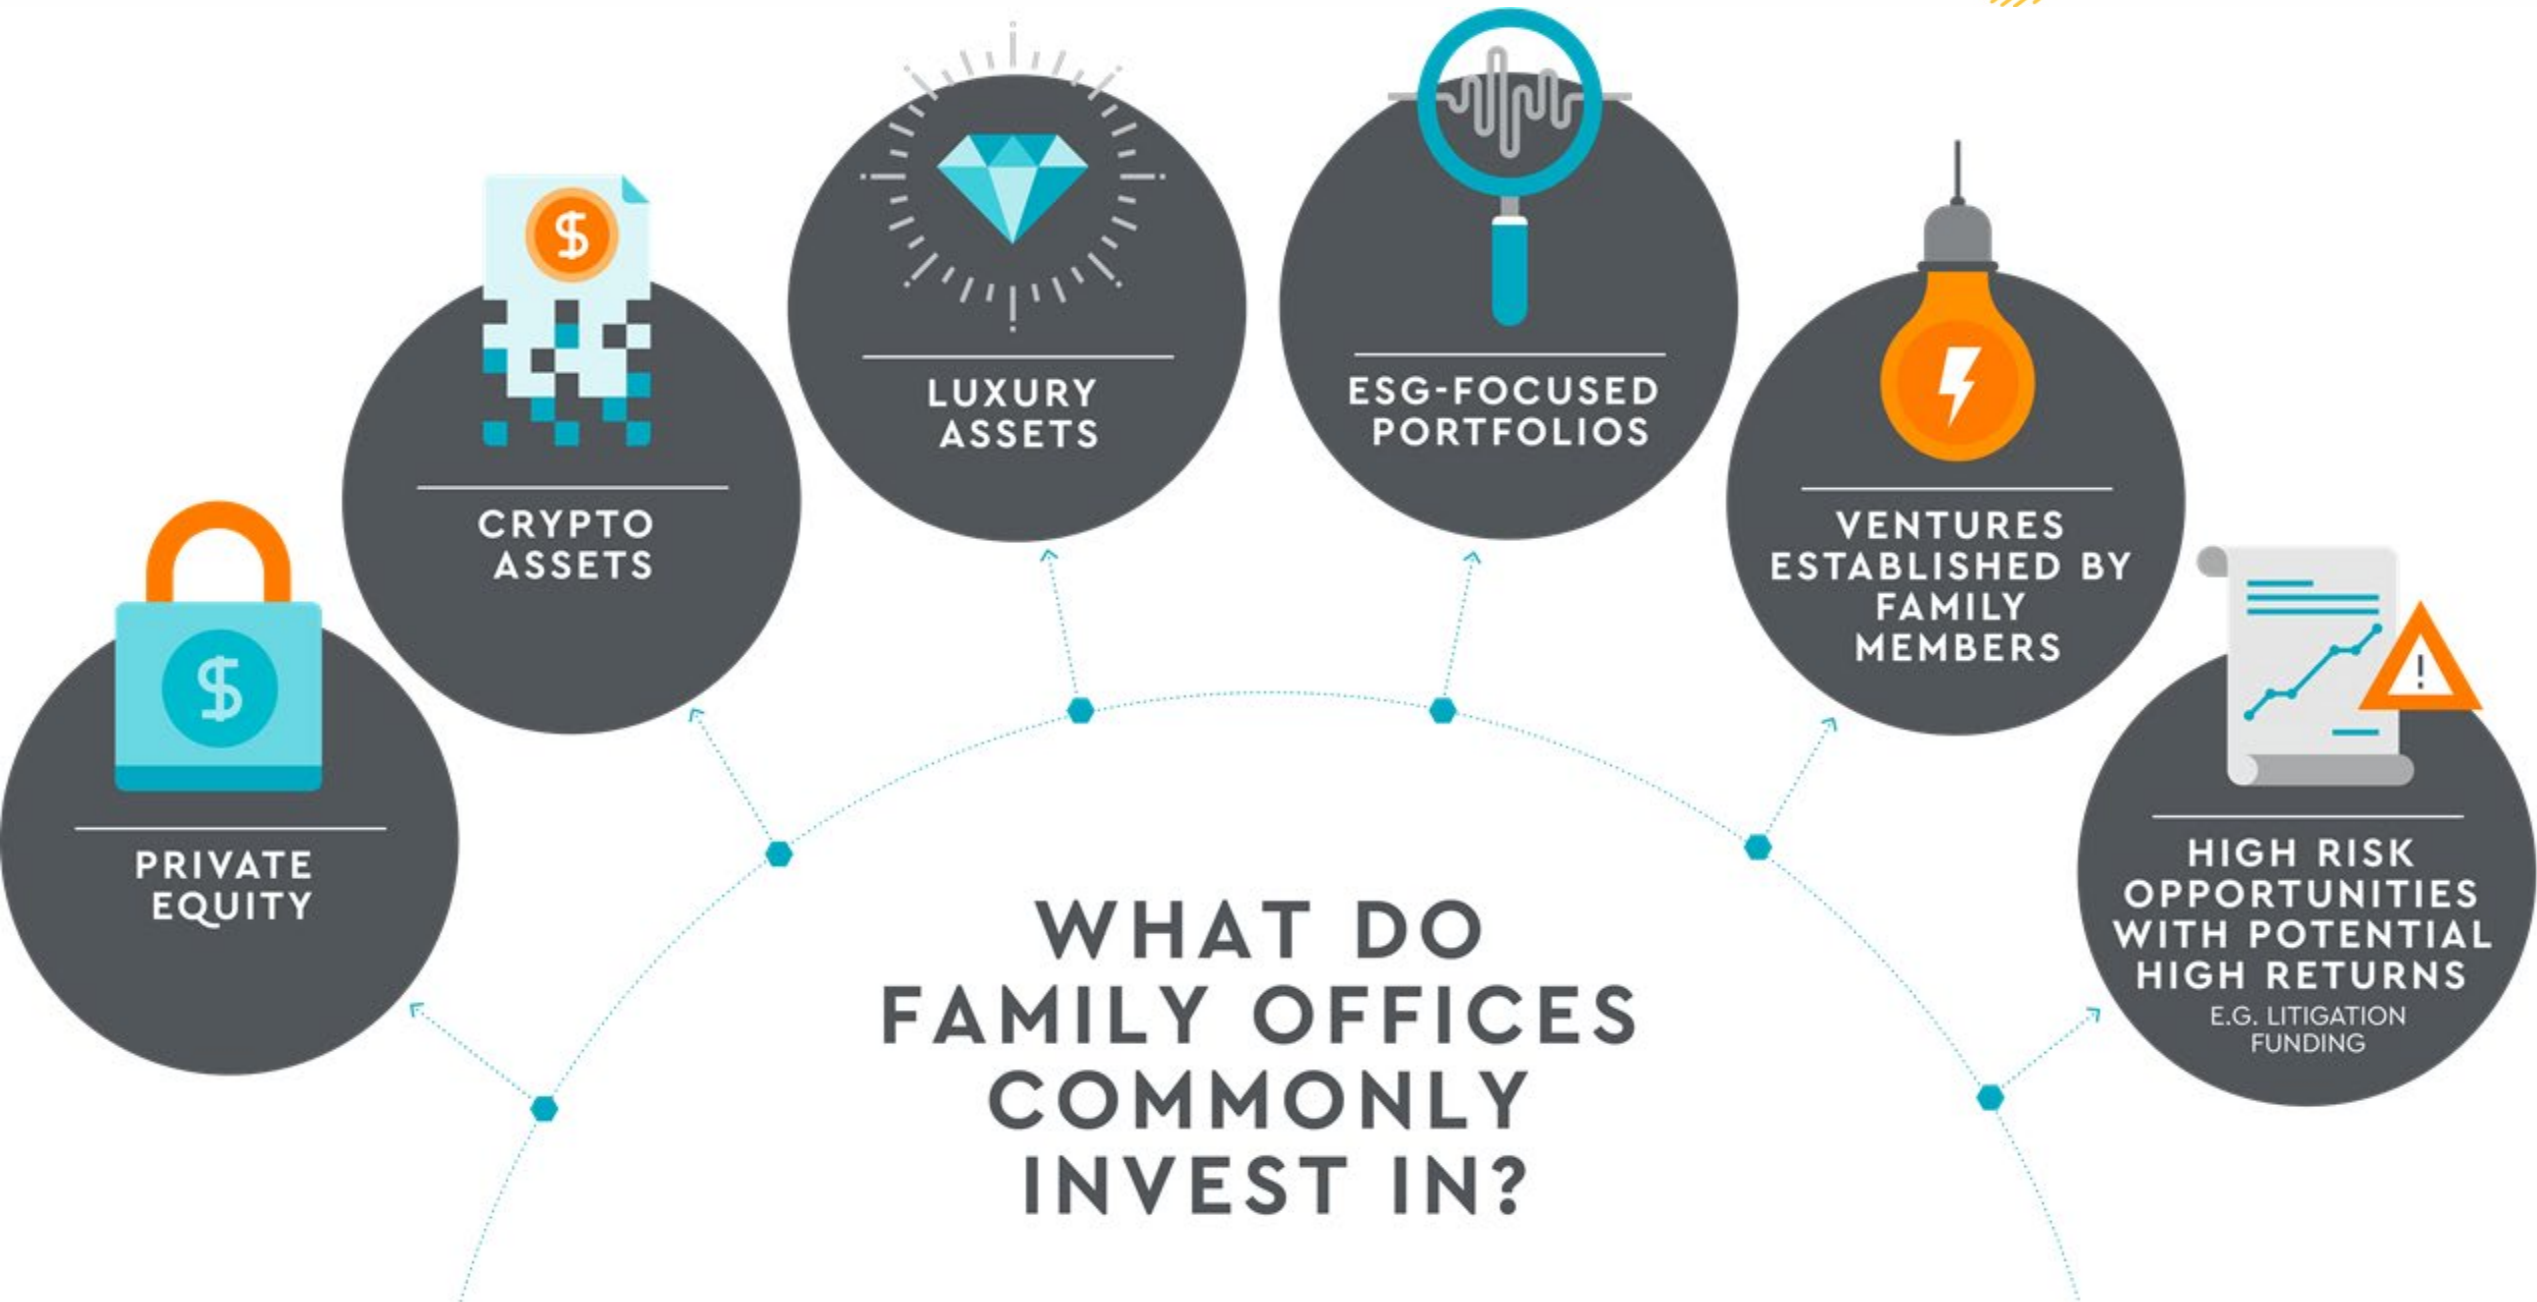 $
PRIVATE
EQUITY
$
CRYPTO
ASSETS
LUXURY
ASSETS
ESG-FOCUSED
PORTFOLIOS
VENTURES
ESTABLISHED BY
FAMILY
MEMBERS
!
HIGH RISK
OPPORTUNITIES
WITH POTENTIAL
HIGH RETURNS
E.G. LITIGATION
FUNDING
WHAT DO
FAMILY OFFICES
COMMONLY
INVEST IN?